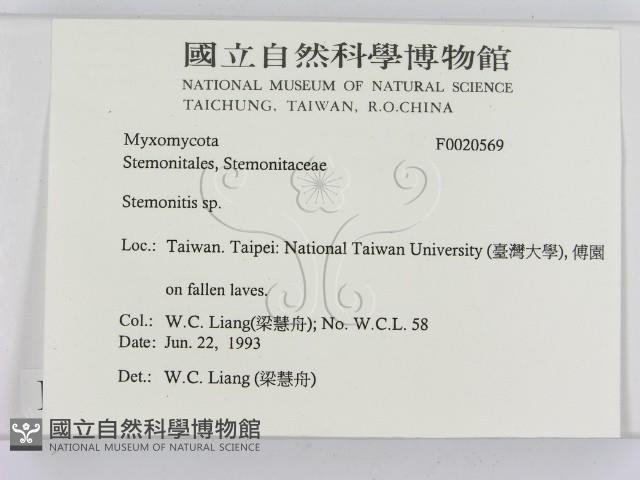 國立自然科學博物館
NATIONAL MUSEUM OF NATURAL SCIENCE
TAICHUNG, TAIWAN, R.O.CHINA
Myxomycota F0020569
Stemonitales, Stemonitaceae
Stemonitis sp.
Loc.: Taiwan. Taipei: National Taiwan University (臺灣大學), 傅園
on fallen laves.
Col.: W.C. Liang(梁慧舟); No. W.C.L. 58
Date: Jun. 22, 1993
Det.: W.C. Liang (梁慧舟)
國立自然科學博物館
NATIONAL MUSEUM OF NATURAL SCIENCE